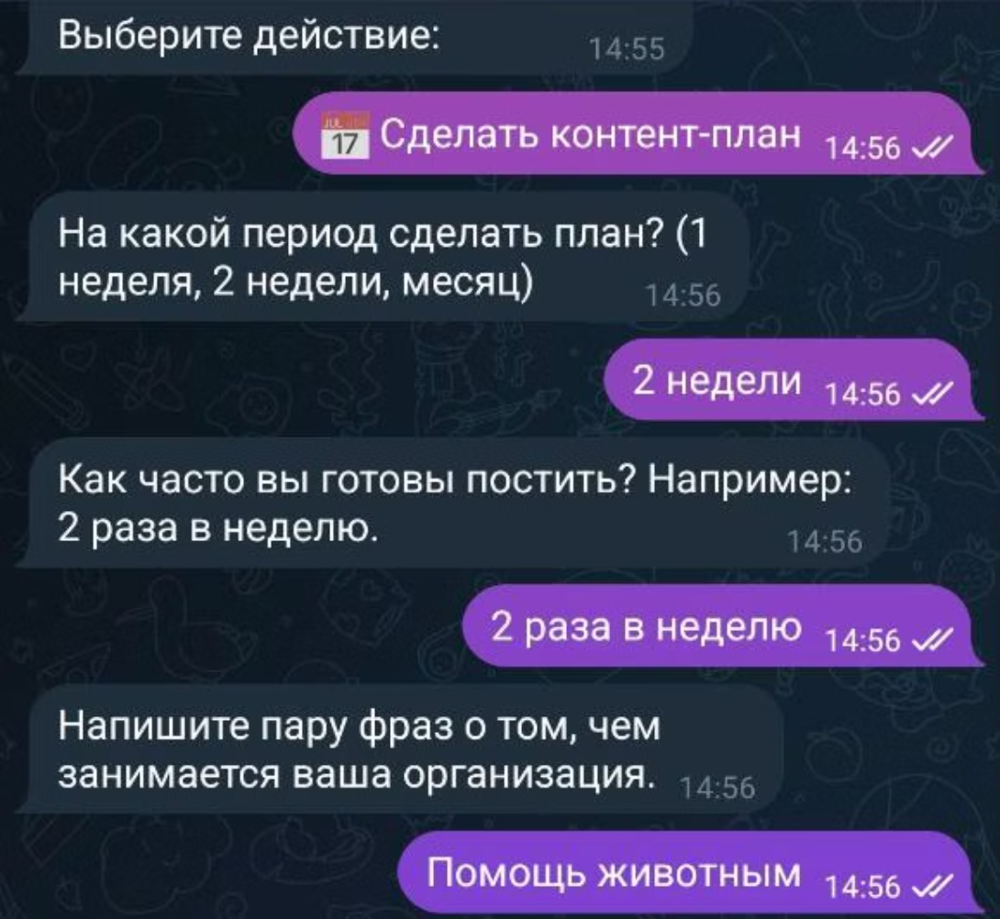 Выберите действие: 14:55
JUL 17 Сделать контент-план 14:56
На какой период сделать план? (1
неделя, 2 недели, месяц) 14:56
2 недели 14:56
Как часто вы готовы постить? Например:
2 раза в неделю. 14:56
2 раза в неделю 14:56
Напишите пару фраз о том, чем
занимается ваша организация. 14:56
Помощь животным 14:56